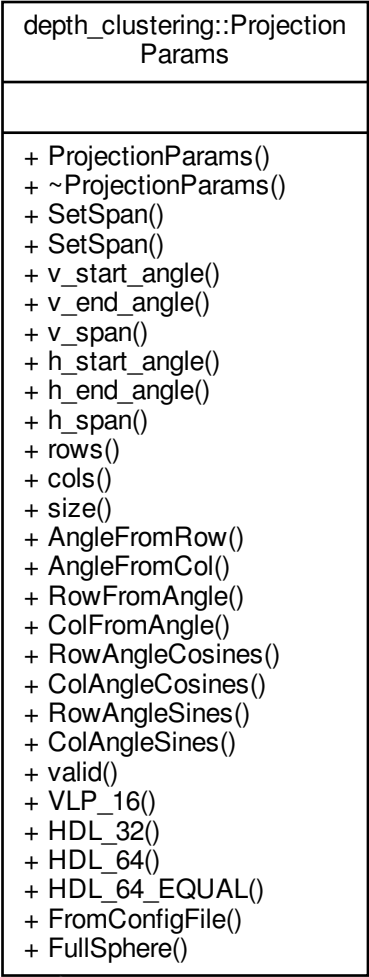 depth_clustering::Projection
Params
+ ProjectionParams()
+ ~ProjectionParams()
+ SetSpan()
+ SetSpan()
+ v_start_angle()
+ v_end_angle()
+ v_span()
+ h_start_angle()
+ h_end_angle()
+ h_span()
+ rows()
+ cols()
+ size()
+ AngleFromRow()
+ AngleFromCol()
+ RowFromAngle()
+ ColFromAngle()
+ RowAngleCosines()
+ ColAngleCosines()
+ RowAngleSines()
+ ColAngleSines()
+ valid()
+ VLP_16()
+ HDL_32()
+ HDL_64()
+ HDL_64_EQUAL()
+ FromConfigFile()
+ FullSphere()